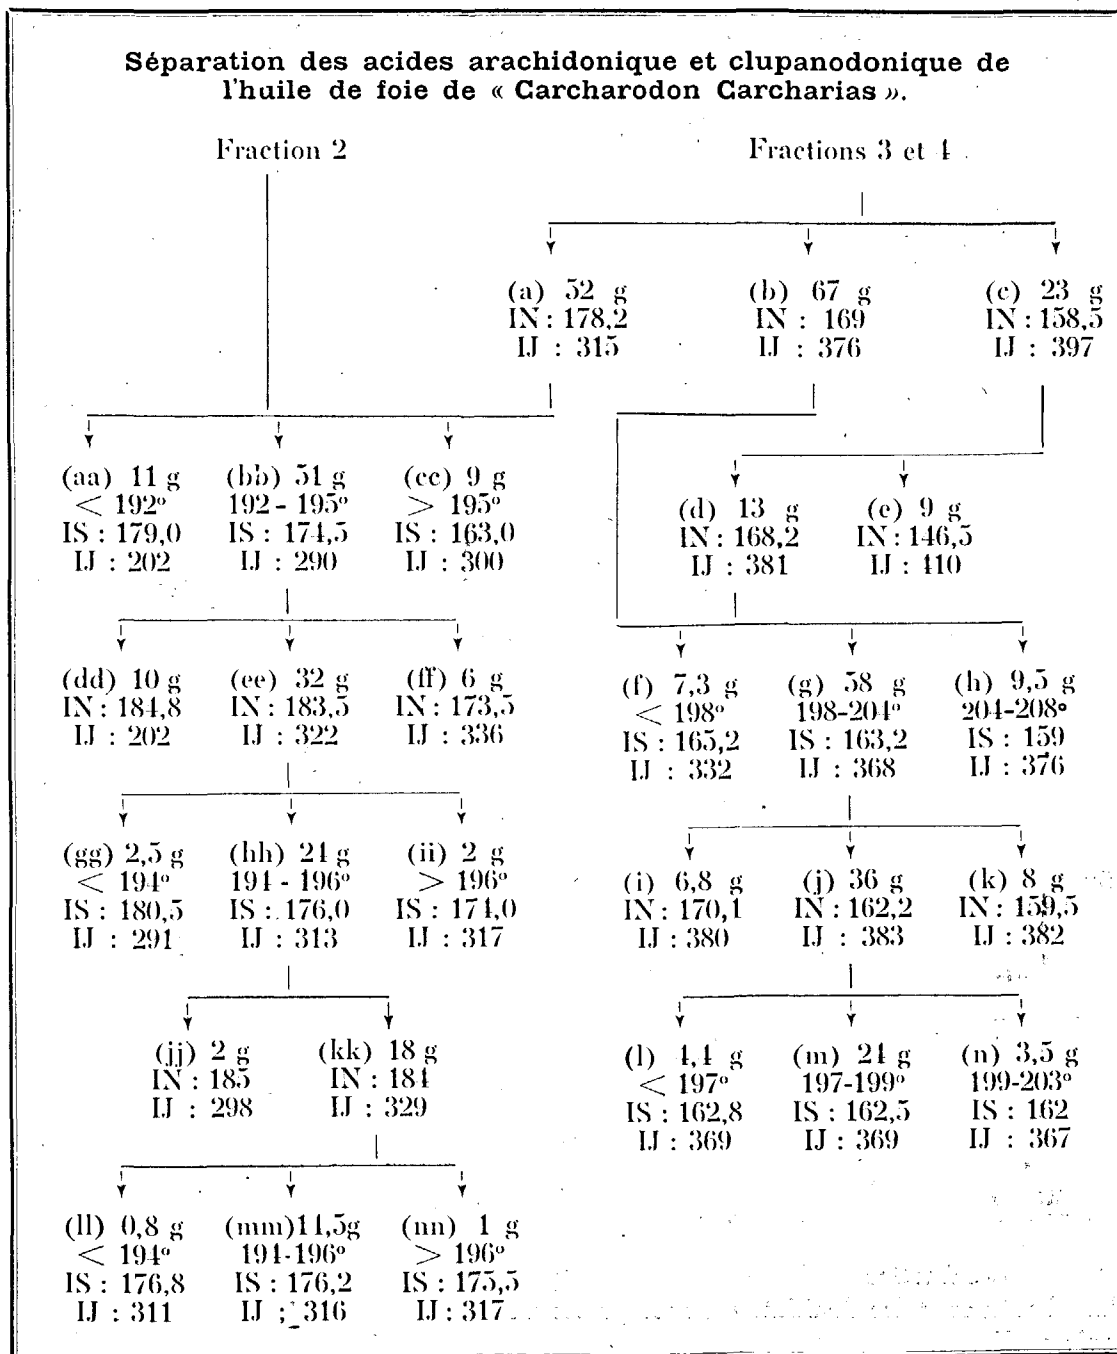 Séparation des acides arachidonique et clupanodonique de
l'huile de foie de « Carcharodon Carcharias ».
Fraction 2
Fractions 3 et 4
(a) 52 g
IN : 178,2
IJ : 315
(b) 67 g
IN : 169
IJ : 376
(c) 23 g
IN : 158,5
IJ : 397
(aa) 11 g
< 192°
IS : 179,0
IJ : 202
(bb) 51 g
192 - 195°
IS : 174,5
IJ : 290
(cc) 9 g
> 195°
IS : 163,0
IJ : 300
(d) 13 g
IN : 168,2
IJ : 381
(e) 9 g
IN : 146,5
IJ : 410
(dd) 10 g
IN : 184,8
IJ : 202
(ee) 32 g
IN : 183,5
IJ : 322
(ff) 6 g
IN : 173,5
IJ : 336
(f) 7,3 g
< 198°
IS : 165,2
IJ : 332
(g) 58 g
198-204°
IS : 163,2
IJ : 368
(h) 9,5 g
204-208°
IS : 159
IJ : 376
(gg) 2,5 g
< 194°
IS : 180,5
IJ : 291
(hh) 24 g
194 - 196°
IS : 176,0
IJ : 313
(ii) 2 g
> 196°
IS : 174,0
IJ : 317
(i) 6,8 g
IN : 170,1
IJ : 380
(j) 36 g
IN : 162,2
IJ : 383
(k) 8 g
IN : 159,5
IJ : 382
(jj) 2 g
IN : 185
IJ : 298
(kk) 18 g
IN : 184
IJ : 329
(l) 4,4 g
< 197°
IS : 162,8
IJ : 369
(m) 24 g
197-199°
IS : 162,5
IJ : 369
(n) 3,5 g
199-203°
IS : 162
IJ : 367
(ll) 0,8 g
< 194°
IS : 176,8
IJ : 311
(mm) 14,5 g
194-196°
IS : 176,2
IJ : 316
(nn) 1 g
> 196°
IS : 175,5
IJ : 317